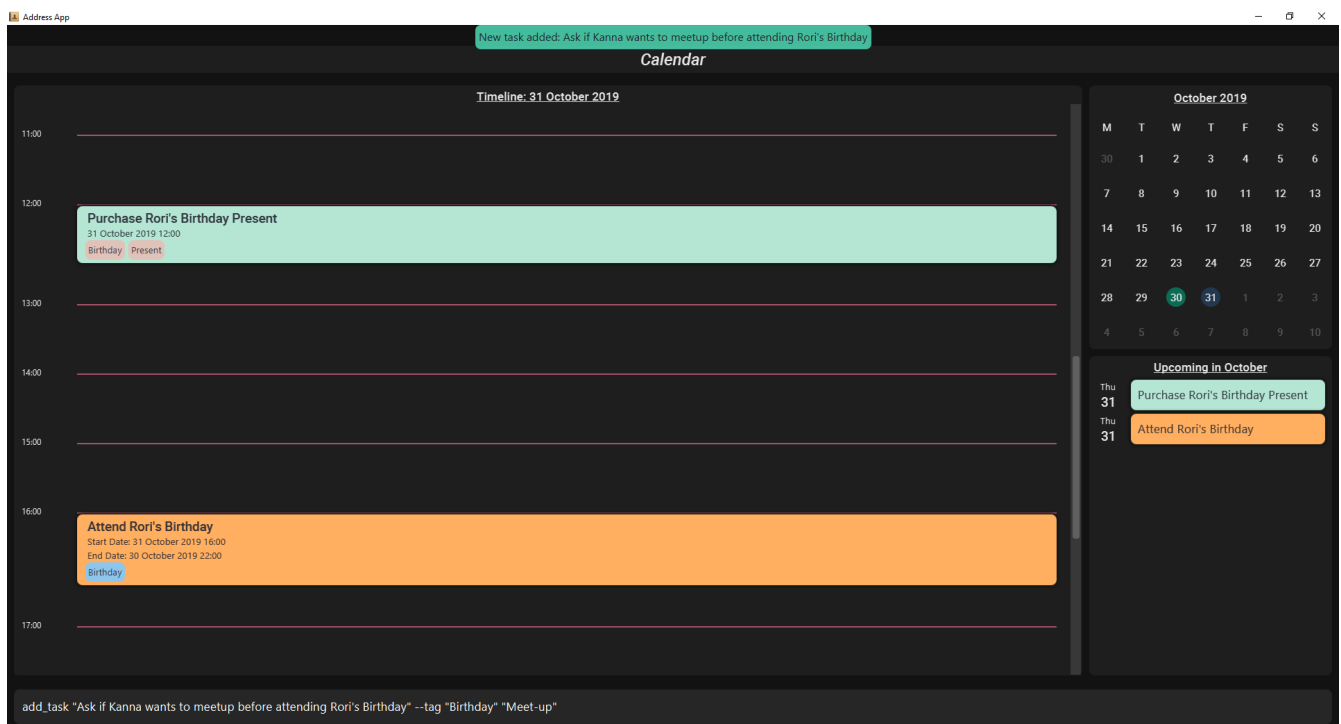 Address App
New task added: Ask if Kanna wants to meetup before attending Rori's Birthday
Calendar
Timeline: 31 October 2019
11:00
12:00
Purchase Rori's Birthday Present
31 October 2019 12:00
Birthday Present
13:00
14:00
15:00
16:00
Attend Rori's Birthday
Start Date: 31 October 2019 16:00
End Date: 30 October 2019 22:00
Birthday
17:00
October 2019
M T W T F S S
30 1 2 3 4 5 6
7 8 9 10 11 12 13
14 15 16 17 18 19 20
21 22 23 24 25 26 27
28 29 30 31 1 2 3
4 5 6 7 8 9 10
Upcoming in October
Thu
31
Purchase Rori's Birthday Present
Thu
31
Attend Rori's Birthday
add_task "Ask if Kanna wants to meetup before attending Rori's Birthday" --tag "Birthday" "Meet-up"